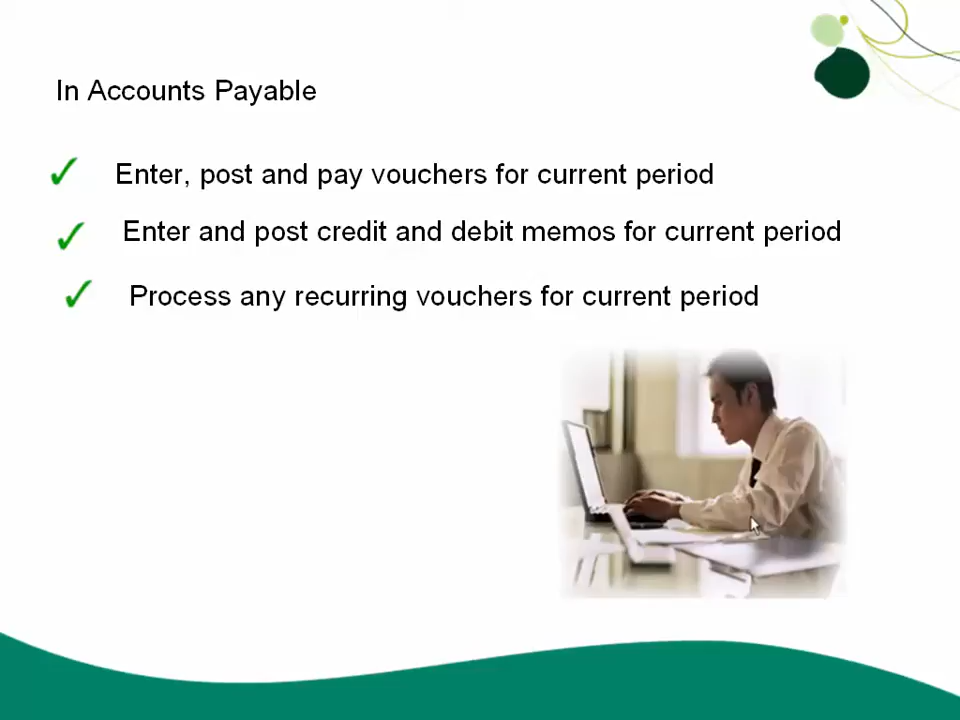 In Accounts Payable
Enter, post and pay vouchers for current period
Enter and post credit and debit memos for current period
Process any recurring vouchers for current period